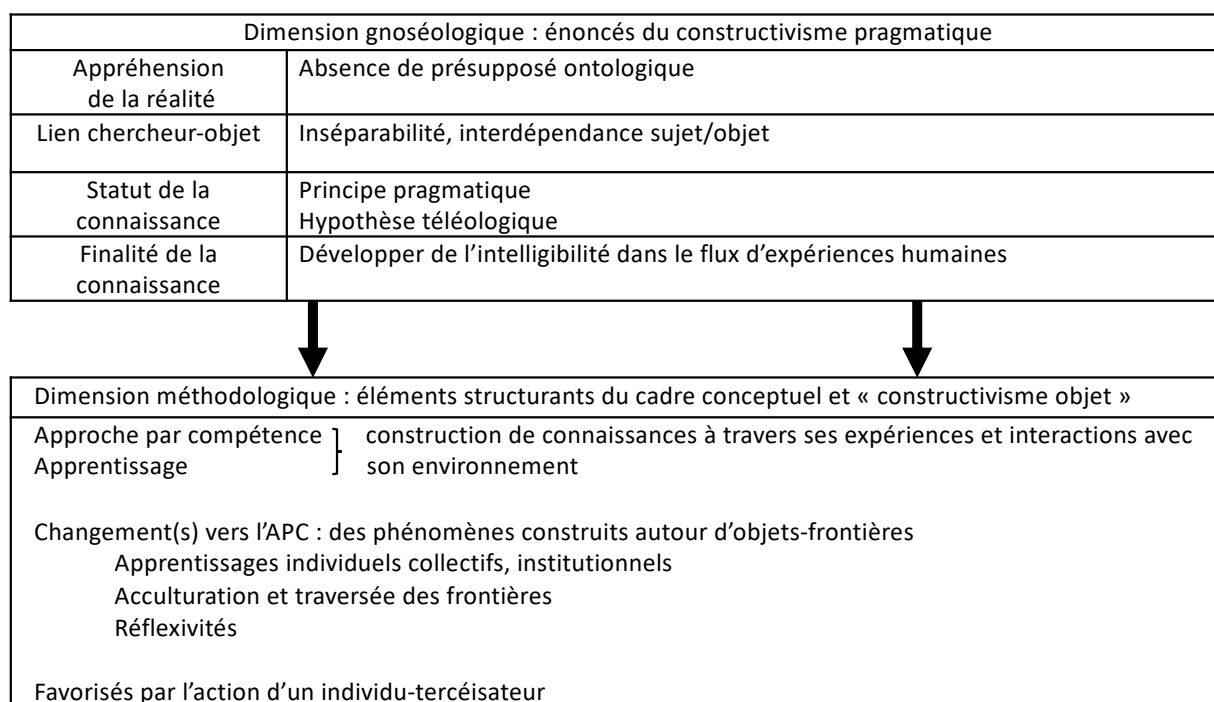 Dimension gnoséologique : énoncés du constructivisme pragmatique
Appréhension
de la réalité
Absence de présupposé ontologique
Lien chercheur-objet
Inséparabilité, interdépendance sujet/objet
Statut de la
connaissance
Principe pragmatique
Hypothèse téléologique
Finalité de la
connaissance
Développer de l’intelligibilité dans le flux d’expériences humaines
Dimension méthodologique : éléments structurants du cadre conceptuel et « constructivisme objet »
Approche par compétence
Apprentissage
construction de connaissances à travers ses expériences et interactions avec
son environnement
Changement(s) vers l’APC : des phénomènes construits autour d’objets-frontières
Apprentissages individuels collectifs, institutionnels
Acculturation et traversée des frontières
Réflexivités
Favorisés par l’action d’un individu-tercéisateur